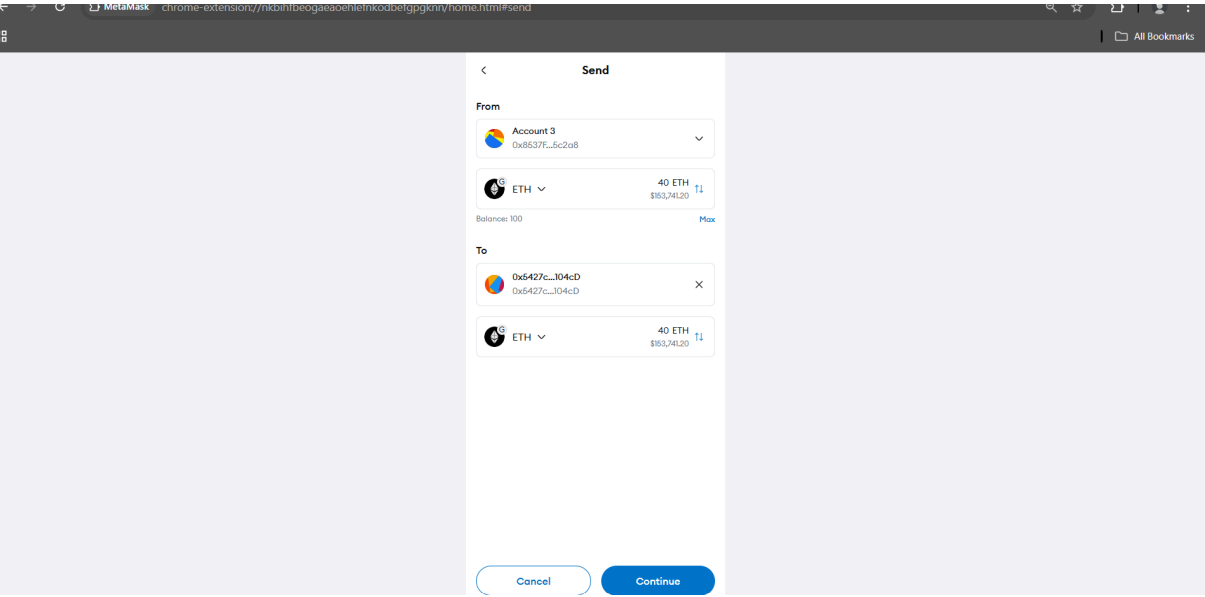 MetaMask chrome-extension://nkbihfbeogaeaoehlefnkodbefgpgknn/home.html#send
All Bookmarks
Send
From
Account 3
0x8537F...5c2a8
G
ETH 40 ETH
$153,741.20
Balance: 100 Max
To
0x5427c...104cD
0x5427c...104cD
G
ETH 40 ETH
$153,741.20
Cancel Continue